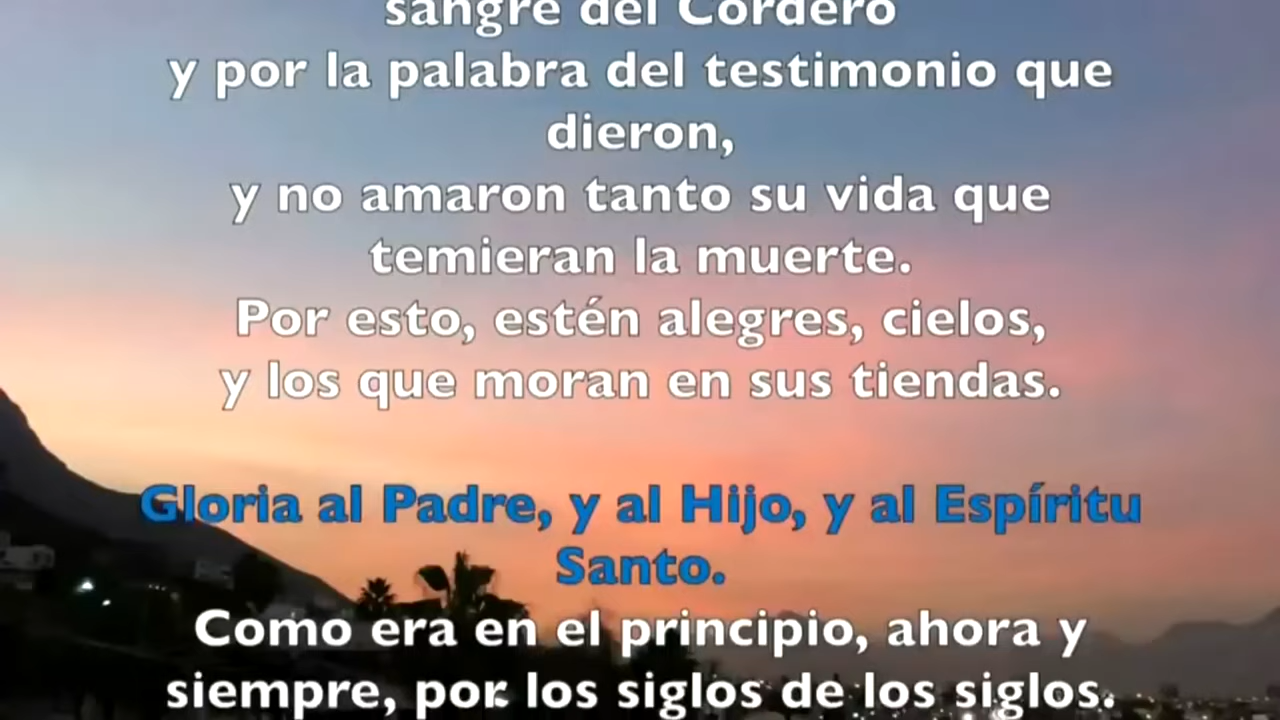 sangre del Cordero
y por la palabra del testimonio que
dieron,
y no amaron tanto su vida que
temieran la muerte.
Por esto, estén alegres, cielos,
y los que moran en sus tiendas.
Gloria al Padre, y al Hijo, y al Espíritu
Santo.
Como era en el principio, ahora y
siempre, por los siglos de los siglos.